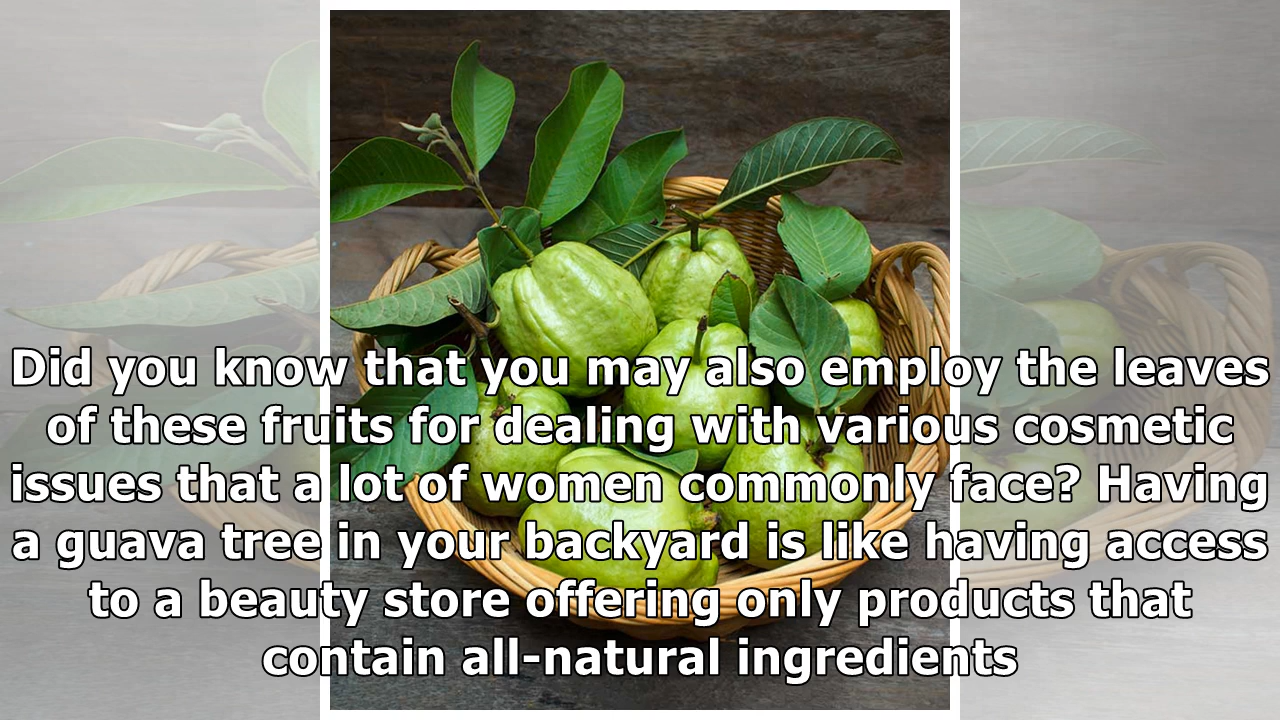 Did you know that you may also employ the leaves
of these fruits for dealing with various cosmetic
issues that a lot of women commonly face? Having
a guava tree in your backyard is like having access
to a beauty store offering only products that
contain all-natural ingredients